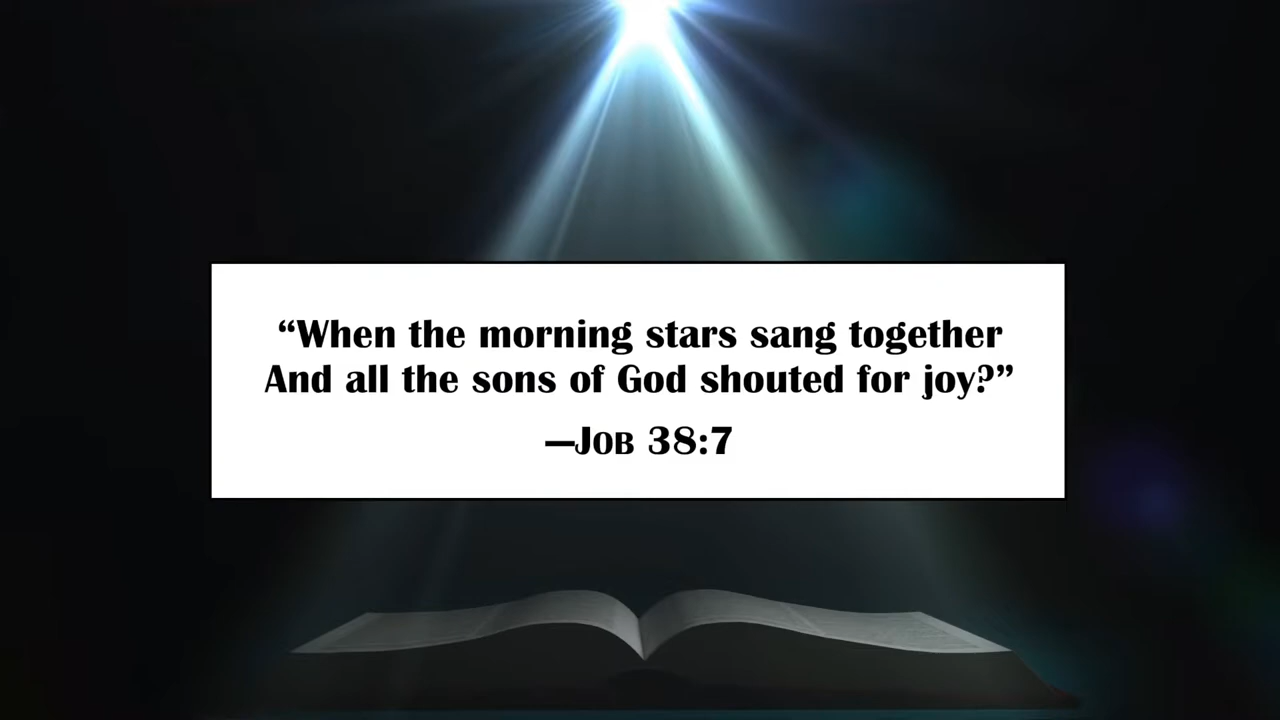 “When the morning stars sang together
And all the sons of God shouted for joy?”
—Job 38:7